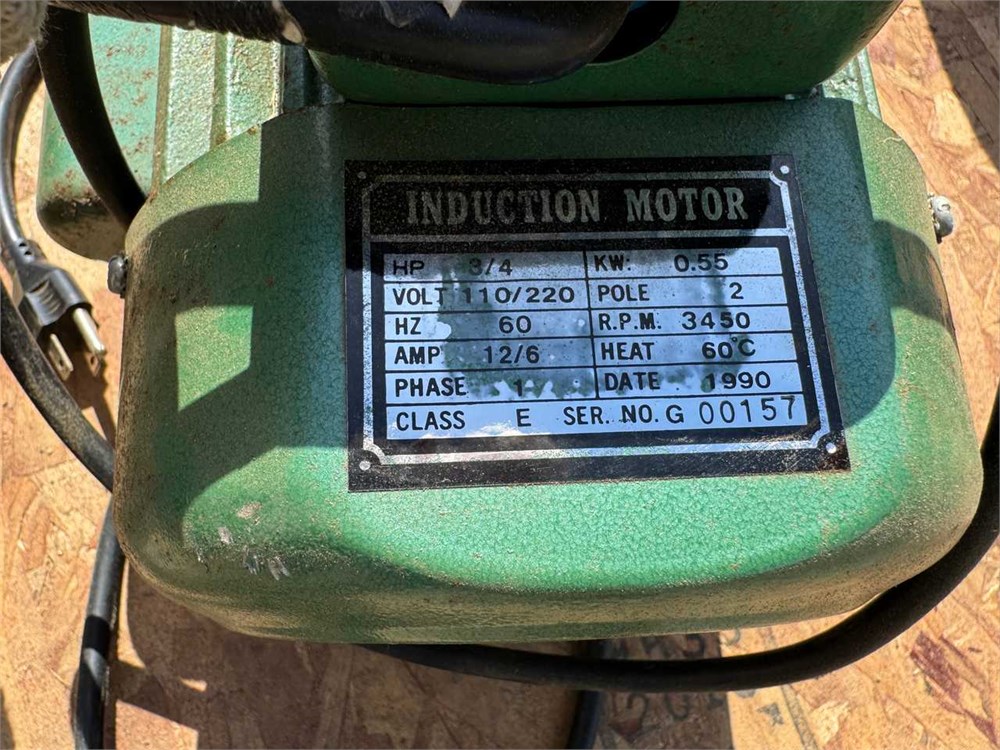 INDUCTION MOTOR
HP 3/4 KW: 0.55
VOLT 110/220 POLE 2
HZ 60 R.P.M. 3450
AMP 12/6 HEAT 60°C
PHASE 1 DATE 1990
CLASS E SER. NO. G 00157